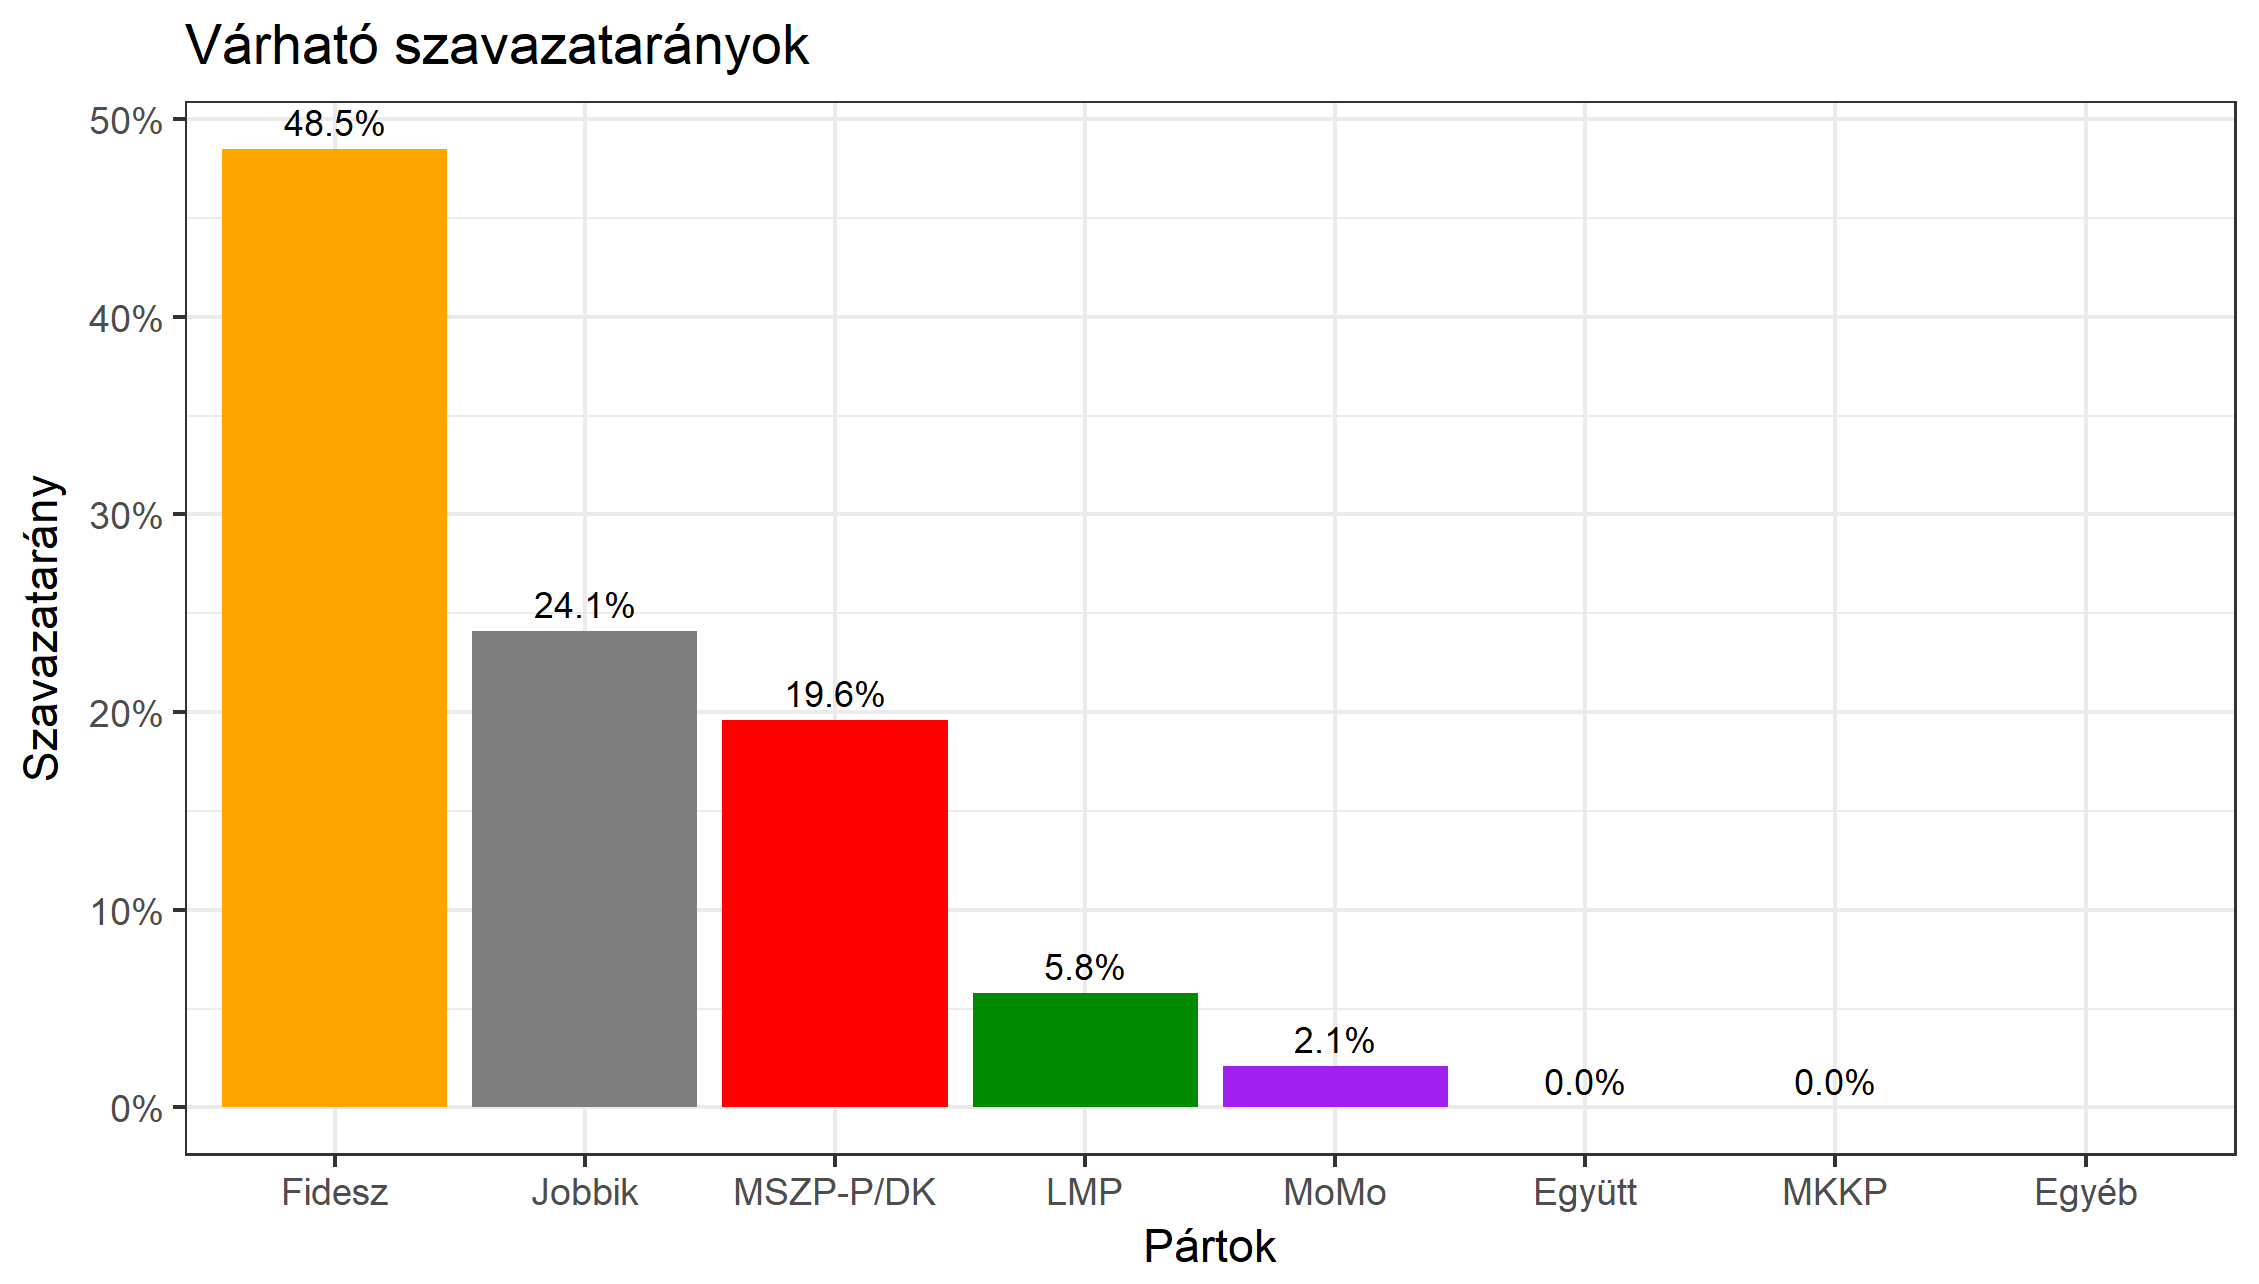 Várható szavazatarányok
Szavazatarány
50%
40%
30%
20%
10%
0%
48.5%
24.1%
19.6%
5.8%
2.1%
0.0%
0.0%
Fidesz
Jobbik
MSZP-P/DK
LMP
MoMo
Együtt
MKKP
Egyéb
Pártok